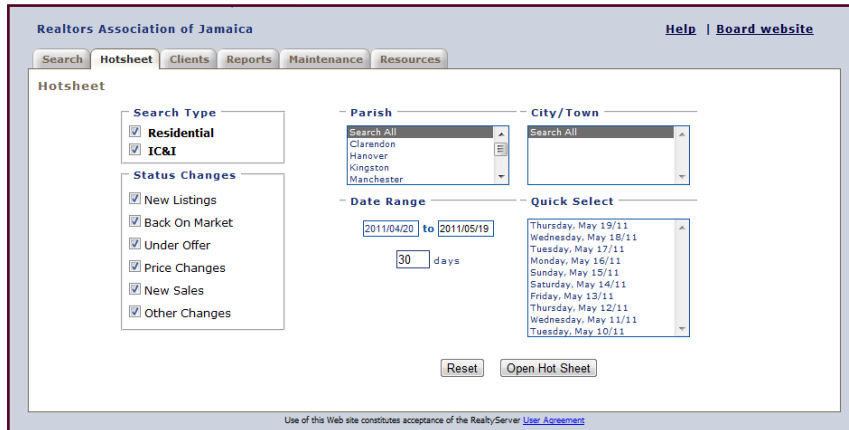 Realtors Association of Jamaica
Help | Board website
Search Hotsheet Clients Reports Maintenance Resources
Hotsheet
Search Type
Residential
IC&I
Status Changes
New Listings
Back On Market
Under Offer
Price Changes
New Sales
Other Changes
Parish
Search All
Clarendon
Hanover
Kingston
Manchester
City/Town
Search All
Date Range
2011/04/20 to 2011/05/19
30 days
Quick Select
Thursday, May 19/11
Wednesday, May 18/11
Tuesday, May 17/11
Monday, May 16/11
Sunday, May 15/11
Saturday, May 14/11
Friday, May 13/11
Thursday, May 12/11
Wednesday, May 11/11
Tuesday, May 10/11
Reset Open Hot Sheet
Use of this Web site constitutes acceptance of the RealtyServer User Agreement